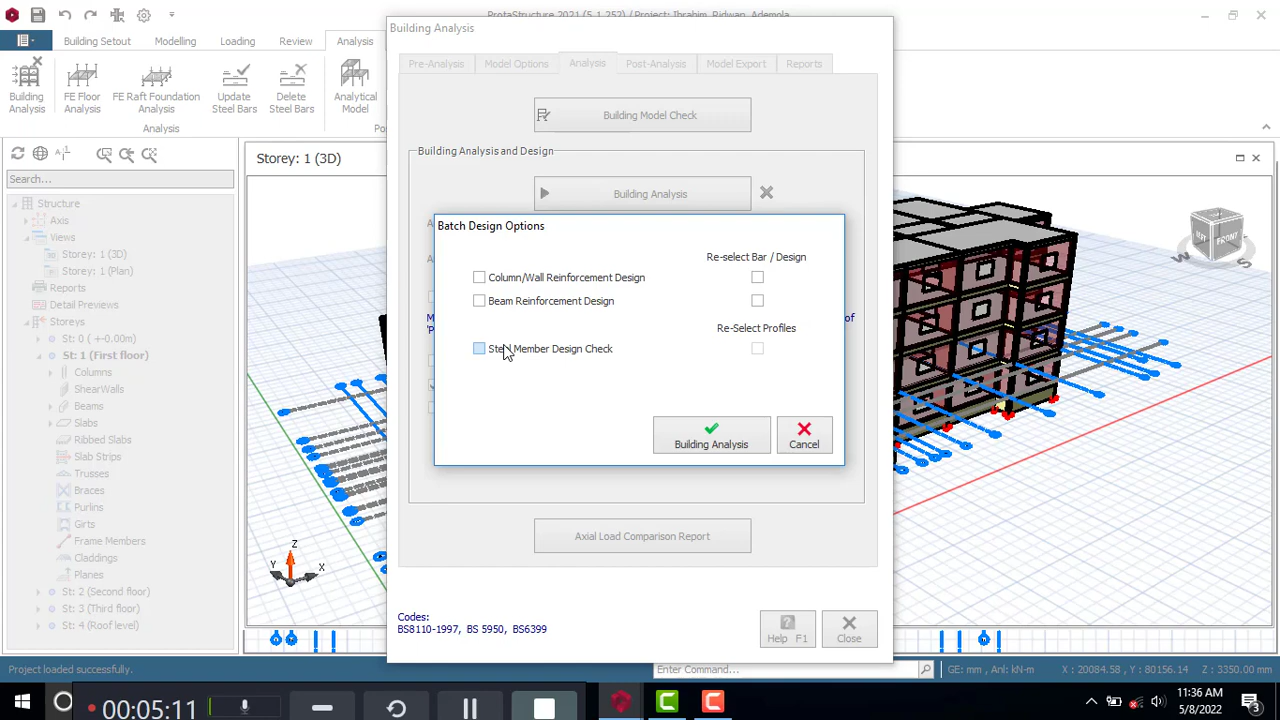 ProtaStructure 2021 (5.1.252) / Project: Ibrahim, Ridwan, Ademola
Building Setout
Modelling
Loading
Review
Analysis
Building Analysis
FE Floor Analysis
FE Raft Foundation Analysis
Update Steel Bars
Delete Steel Bars
Analytical Model
Analysis
Search...
Structure
Axis
Views
Storey: 1 (3D)
Storey: 1 (Plan)
Reports
Detail Previews
Storeys
St: 0 ( +-0.00m)
St: 1 (First floor)
Columns
ShearWalls
Beams
Slabs
Ribbed Slabs
Slab Strips
Trusses
Braces
Purlins
Girts
Frame Members
Claddings
Planes
St: 2 (Second floor)
St: 3 (Third floor)
St: 4 (Roof level)
Project loaded successfully.
Storey: 1 (3D)
Z
Y
X
Building Analysis
Pre-Analysis
Model Options
Analysis
Post-Analysis
Model Export
Reports
Building Model Check
Building Analysis and Design
Building Analysis
Batch Design Options
Re-select Bar / Design
Column/Wall Reinforcement Design
Beam Reinforcement Design
Re-Select Profiles
Steel Member Design Check
Building Analysis
Cancel
of
Axial Load Comparison Report
Codes:
BS8110-1997, BS 5950, BS6399
Help F1
Close
W
FRONT
S
Enter Command...
GE: mm, Anl: kN-m
X : 20084.58 , Y : 80156.14
Z : 3350.00 mm
00:05:11
11:36 AM
5/8/2022
3